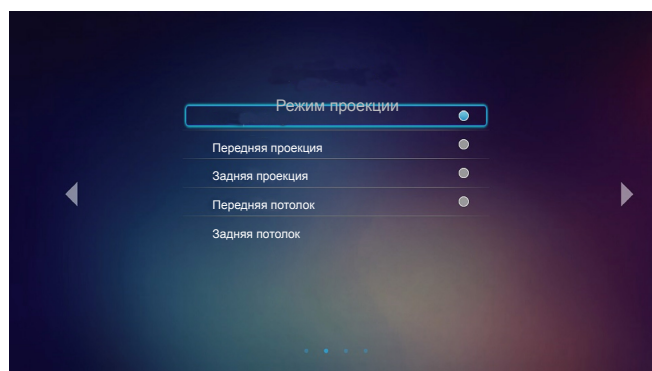 Режим проекции
Передняя проекция
Задняя проекция
Передняя потолок
Задняя потолок